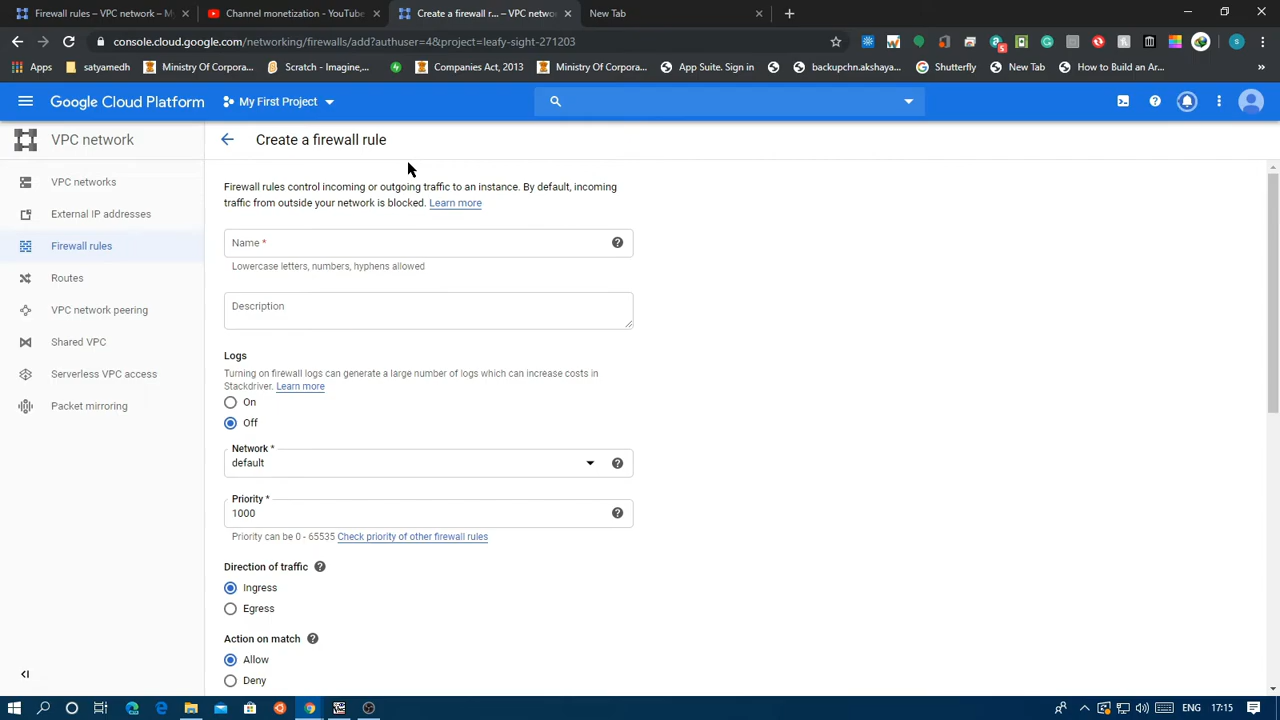 Firewall rules – VPC network – My
Channel monetization - YouTube
Create a firewall r... – VPC netwo
New Tab
console.cloud.google.com/networking/firewalls/add?authuser=4&project=leafy-sight-271203
Apps
satyamedh
Ministry Of Corpora...
Scratch - Imagine,...
Companies Act, 2013
Ministry Of Corpora...
App Suite. Sign in
backupchn.akshaya...
Shutterfly
New Tab
How to Build an Ar...
Google Cloud Platform
My First Project
VPC network
Create a firewall rule
VPC networks
External IP addresses
Firewall rules
Routes
VPC network peering
Shared VPC
Serverless VPC access
Packet mirroring
Firewall rules control incoming or outgoing traffic to an instance. By default, incoming
traffic from outside your network is blocked. Learn more
Name *
Lowercase letters, numbers, hyphens allowed
Description
Logs
Turning on firewall logs can generate a large number of logs which can increase costs in
Stackdriver. Learn more
On
Off
Network *
default
Priority *
1000
Priority can be 0 - 65535 Check priority of other firewall rules
Direction of traffic
Ingress
Egress
Action on match
Allow
Deny
ENG
17:15